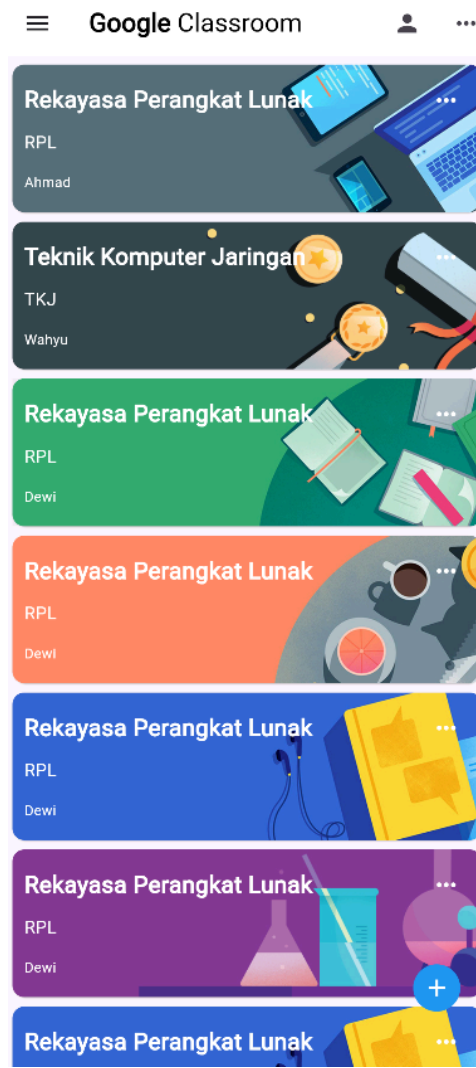 Google Classroom
Rekayasa Perangkat Lunak
RPL
Ahmad
Teknik Komputer Jaringan
TKJ
Wahyu
Rekayasa Perangkat Lunak
RPL
Dewi
Rekayasa Perangkat Lunak
RPL
Dewi
Rekayasa Perangkat Lunak
RPL
Dewi
Rekayasa Perangkat Lunak
RPL
Dewi
Rekayasa Perangkat Lunak